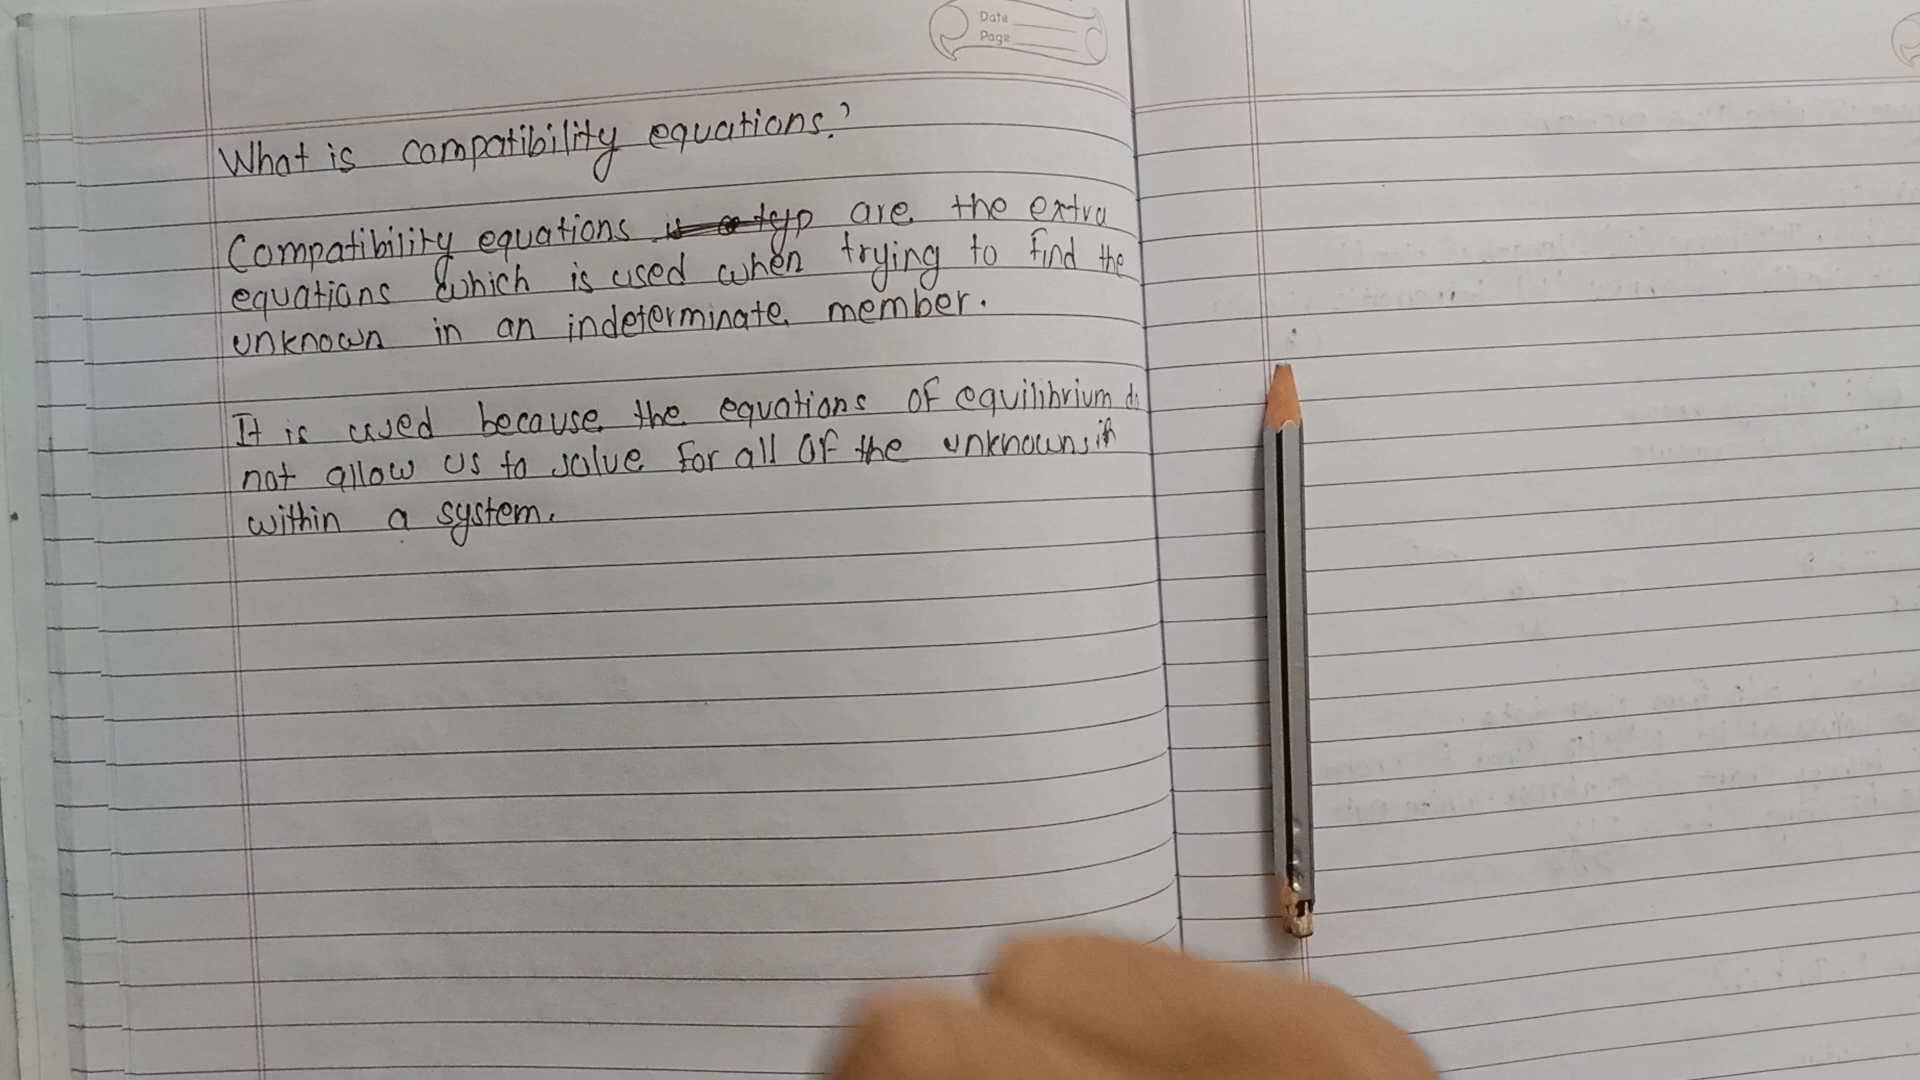 Date
Page
What is compatibility equations?
Compatibility equations are the extra
equations which is used when trying to find the
unknown in an indeterminate member.
It is used because the equations of equilibrium do
not allow us to solve for all of the unknowns
within a system.